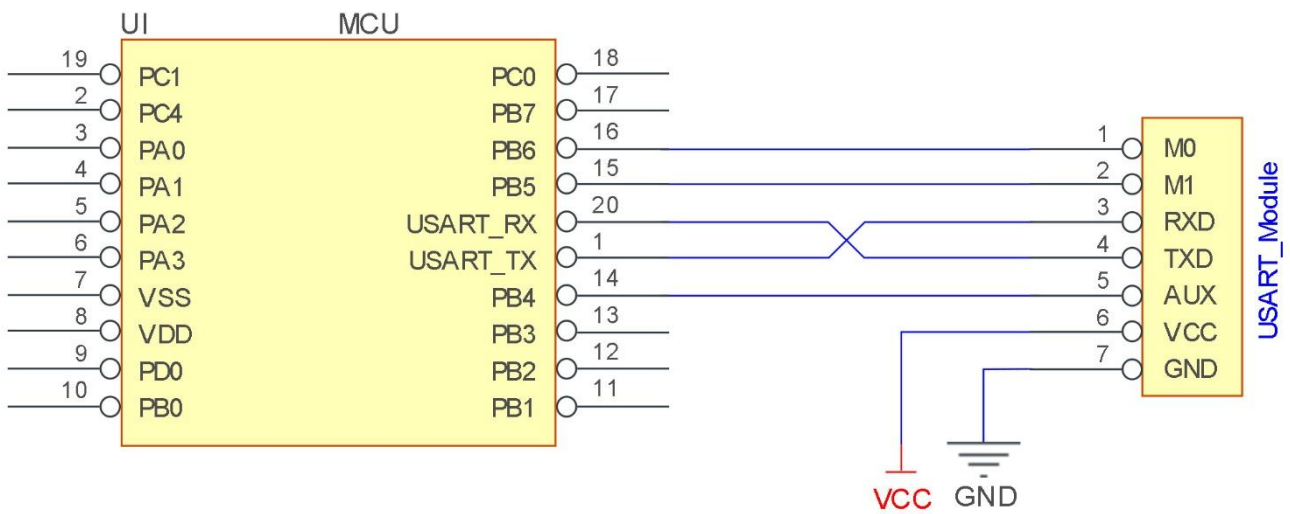 UI MCU
19 PC1 PC0 18
2 PC4 PB7 17
3 PA0 PB6 16
4 PA1 PB5 15
5 PA2 USART_RX 20
6 PA3 USART_TX 1
7 VSS PB4 14
8 VDD PB3 13
9 PD0 PB2 12
10 PB0 PB1 11
1 M0
2 M1
3 RXD
4 TXD
5 AUX
6 VCC
7 GND
USART_Module
VCC GND